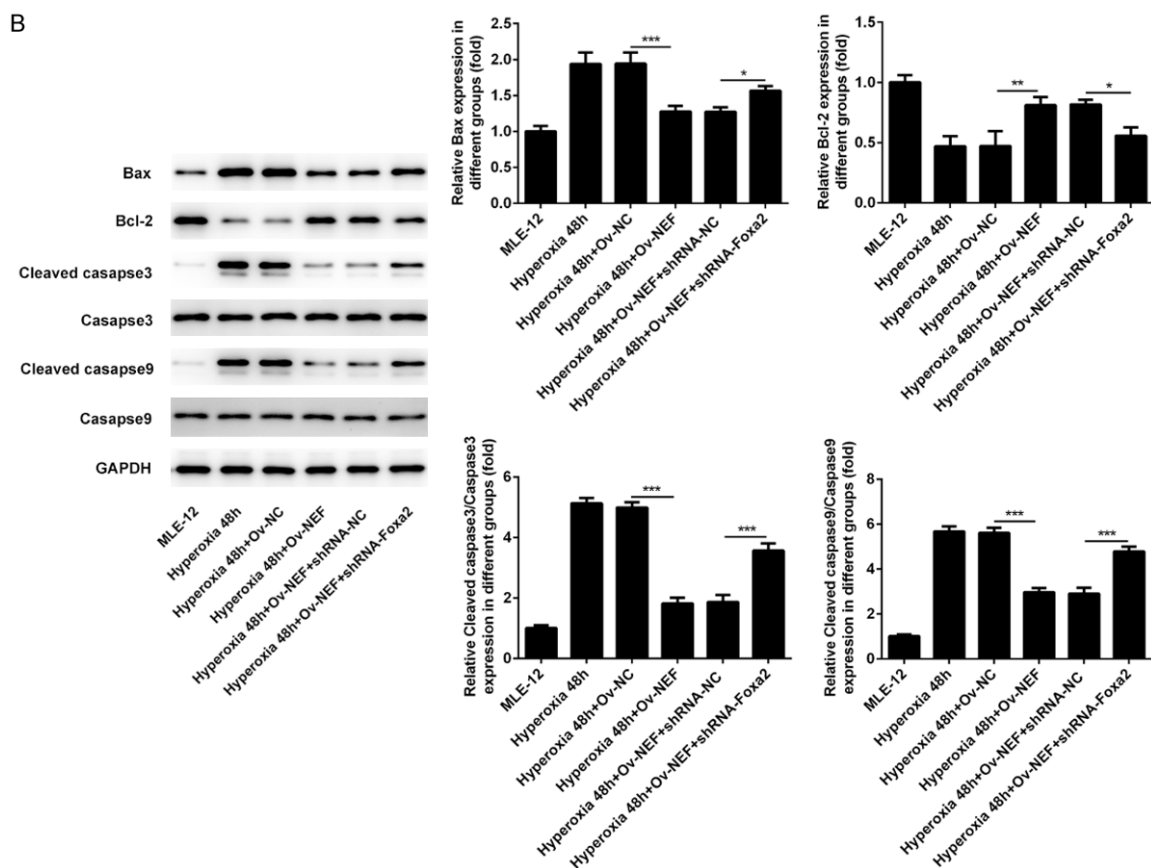 B
Bax
Bcl-2
Cleaved casapse3
Casapse3
Cleaved casapse9
Casapse9
GAPDH
MLE-12
Hyperoxia 48h
Hyperoxia 48h+Ov-NC
Hyperoxia 48h+Ov-NEF
Hyperoxia 48h+Ov-NEF+shRNA-NC
Hyperoxia 48h+Ov-NEF+shRNA-Foxa2
Relative Bax expression in
different groups (fold)
2.5
2.0
1.5
1.0
0.5
0.0
***
*
MLE-12
Hyperoxia 48h
Hyperoxia 48h+Ov-NC
Hyperoxia 48h+Ov-NEF
Hyperoxia 48h+Ov-NEF+shRNA-NC
Hyperoxia 48h+Ov-NEF+shRNA-Foxa2
Relative Bcl-2 expression in
different groups (fold)
1.5
1.0
0.5
0.0
**
*
MLE-12
Hyperoxia 48h
Hyperoxia 48h+Ov-NC
Hyperoxia 48h+Ov-NEF
Hyperoxia 48h+Ov-NEF+shRNA-NC
Hyperoxia 48h+Ov-NEF+shRNA-Foxa2
Relative Cleaved caspase3/Caspase3
expression in different groups (fold)
6
4
2
0
***
***
MLE-12
Hyperoxia 48h
Hyperoxia 48h+Ov-NC
Hyperoxia 48h+Ov-NEF
Hyperoxia 48h+Ov-NEF+shRNA-NC
Hyperoxia 48h+Ov-NEF+shRNA-Foxa2
Relative Cleaved caspase9/Caspase9
expression in different groups (fold)
8
6
4
2
0
***
***
MLE-12
Hyperoxia 48h
Hyperoxia 48h+Ov-NC
Hyperoxia 48h+Ov-NEF
Hyperoxia 48h+Ov-NEF+shRNA-NC
Hyperoxia 48h+Ov-NEF+shRNA-Foxa2